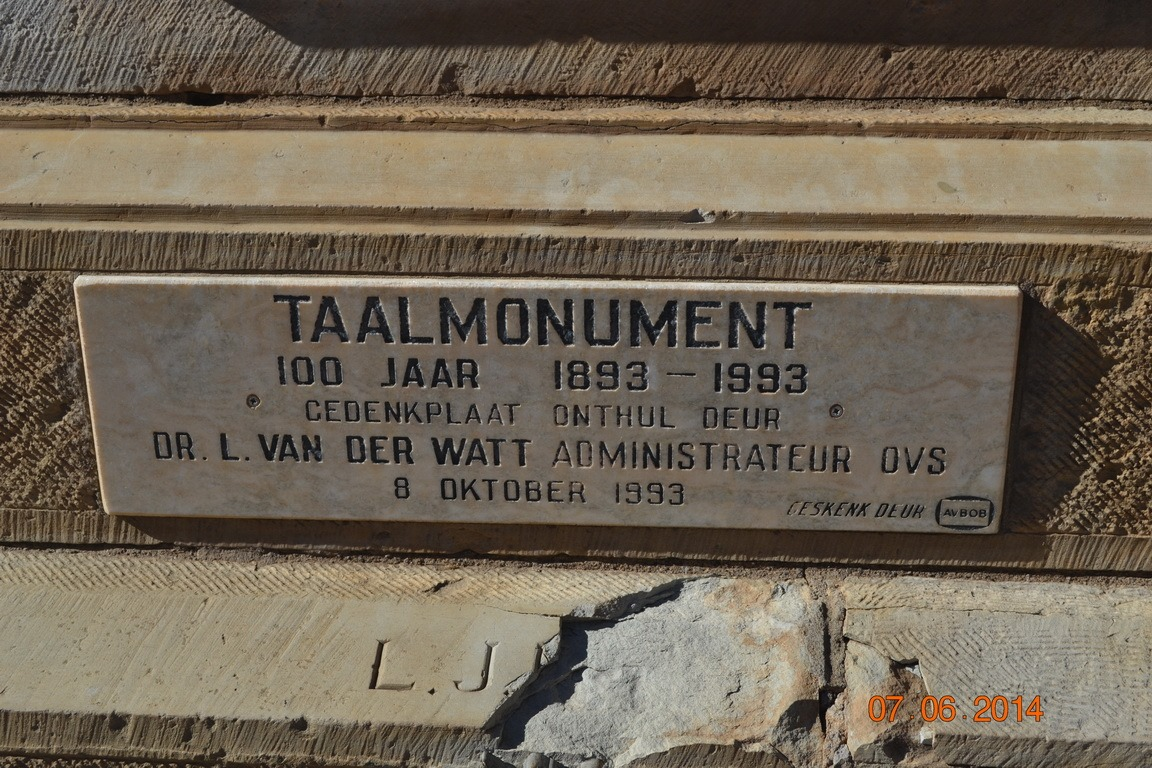 TAALMONUMENT
100 JAAR 1893 – 1993
GEDENKPLAAT ONTHUL DEUR
DR. L. VAN DER WATT ADMINISTRATEUR OVS
8 OKTOBER 1993
GESKENK DEUR AVBOB
L.J
07.06.2014